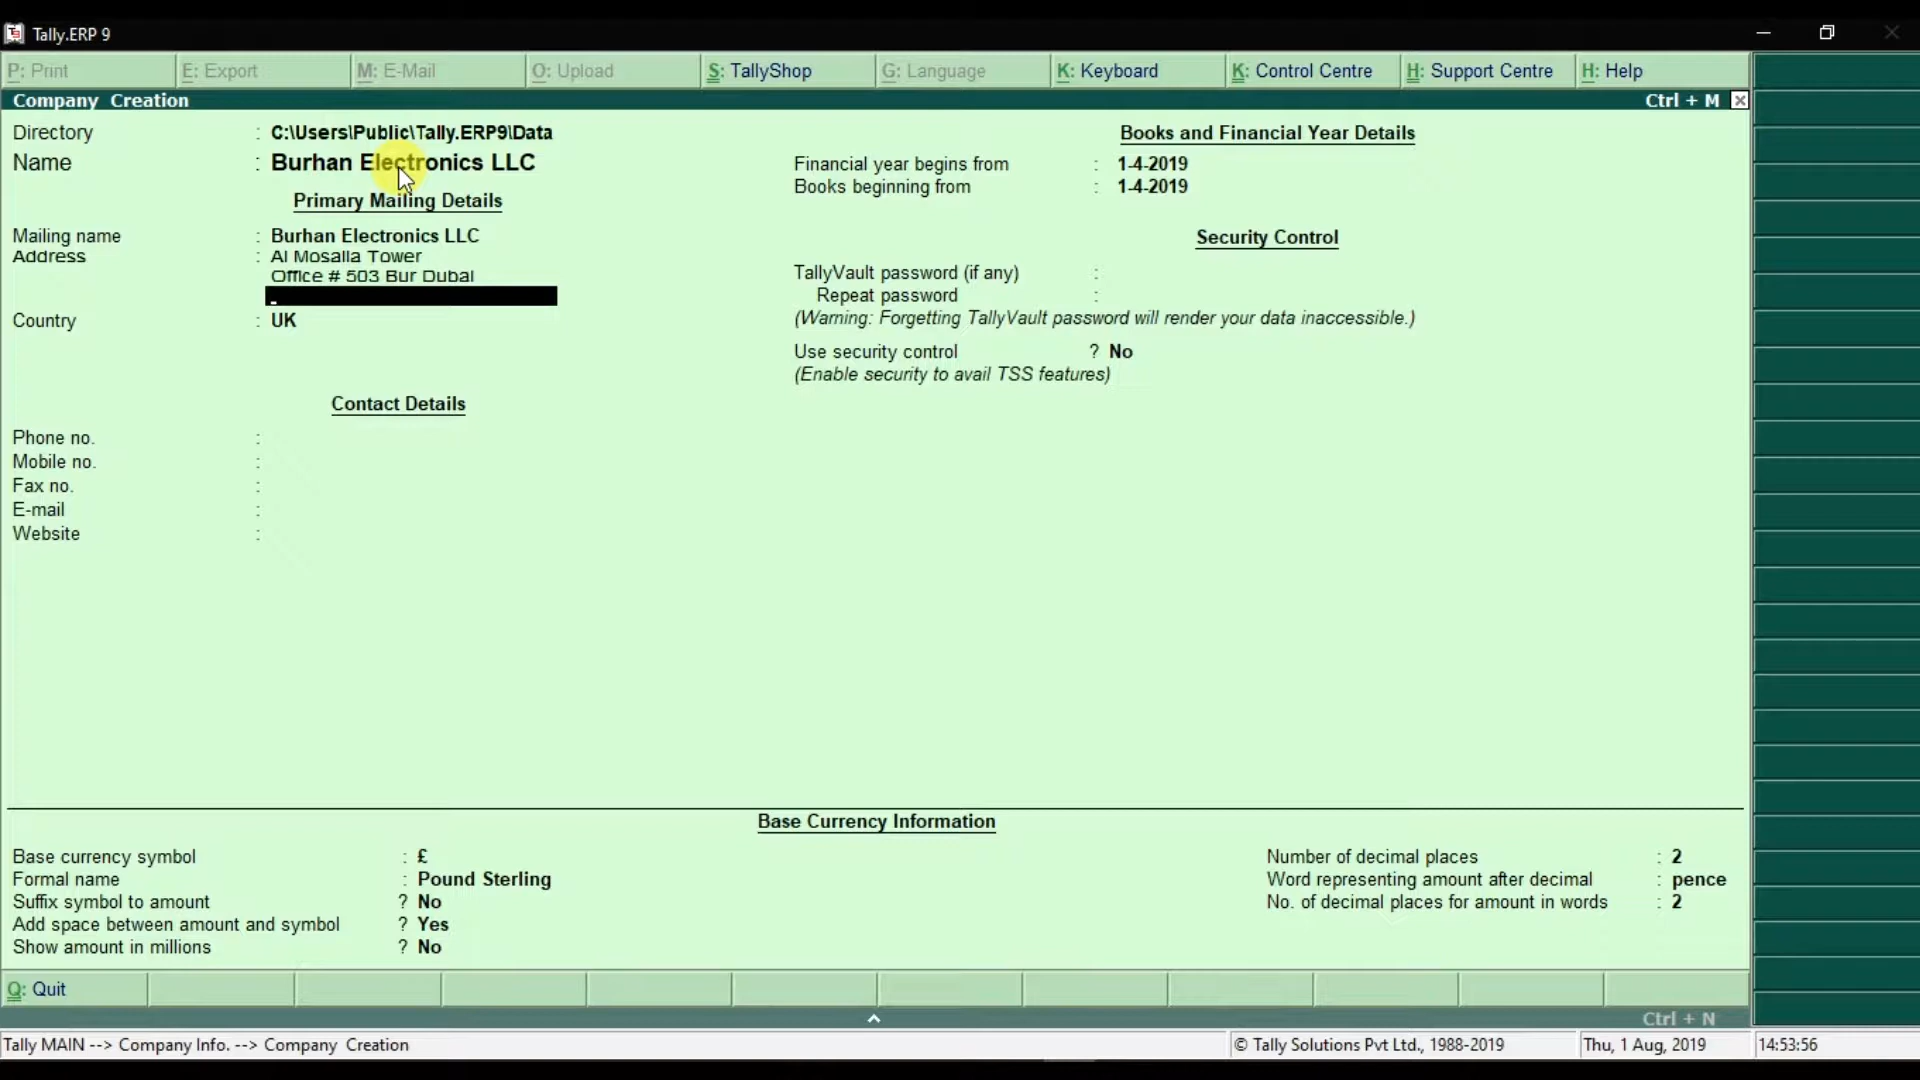 Tally.ERP 9
P: Print E: Export M: E-Mail O: Upload S: TallyShop G: Language K: Keyboard K: Control Centre H: Support Centre H: Help
Company Creation Ctrl + M
Directory : C:\Users\Public\Tally.ERP9\Data
Name : Burhan Electronics LLC
Primary Mailing Details
Mailing name : Burhan Electronics LLC
Address : Al Mosalla Tower
Office # 503 Bur Dubai
Country : UK
Contact Details
Phone no. :
Mobile no. :
Fax no. :
E-mail :
Website :
Books and Financial Year Details
Financial year begins from : 1-4-2019
Books beginning from : 1-4-2019
Security Control
TallyVault password (if any) :
Repeat password :
(Warning: Forgetting TallyVault password will render your data inaccessible.)
Use security control ? No
(Enable security to avail TSS features)
Base Currency Information
Base currency symbol : £
Formal name : Pound Sterling
Suffix symbol to amount ? No
Add space between amount and symbol ? Yes
Show amount in millions ? No
Number of decimal places : 2
Word representing amount after decimal : pence
No. of decimal places for amount in words : 2
Q: Quit
Ctrl + N
Tally MAIN --> Company Info. --> Company Creation © Tally Solutions Pvt Ltd., 1988-2019 Thu, 1 Aug, 2019 14:53:56